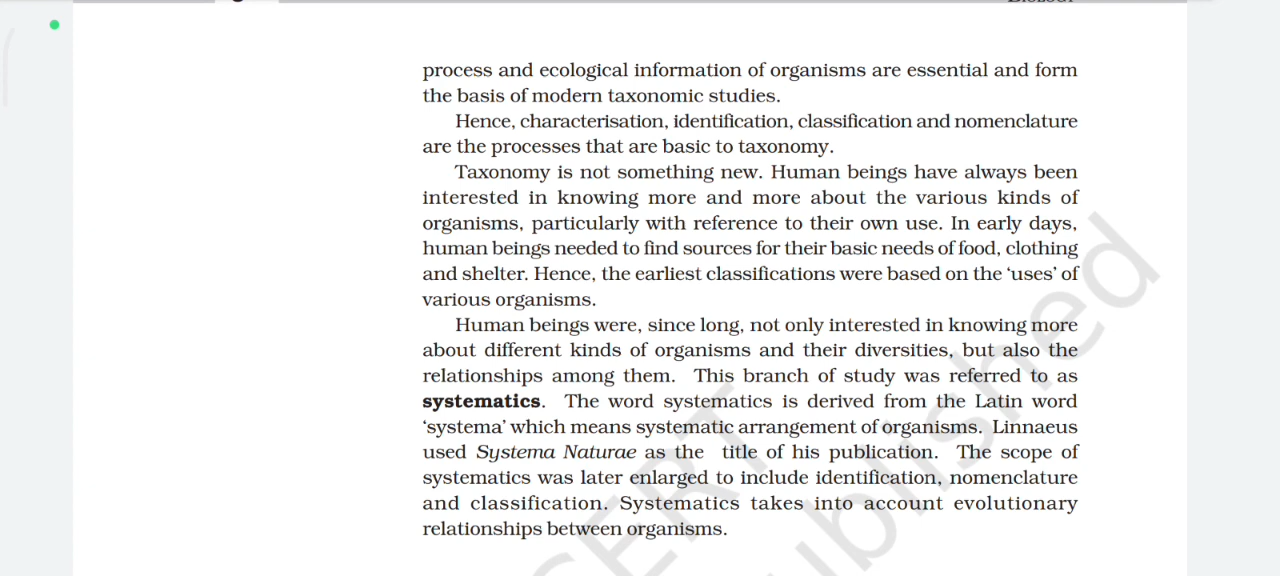 process and ecological information of organisms are essential and form
the basis of modern taxonomic studies.
Hence, characterisation, identification, classification and nomenclature
are the processes that are basic to taxonomy.
Taxonomy is not something new. Human beings have always been
interested in knowing more and more about the various kinds of
organisms, particularly with reference to their own use. In early days,
human beings needed to find sources for their basic needs of food, clothing
and shelter. Hence, the earliest classifications were based on the ‘uses’ of
various organisms.
Human beings were, since long, not only interested in knowing more
about different kinds of organisms and their diversities, but also the
relationships among them. This branch of study was referred to as
systematics. The word systematics is derived from the Latin word
‘systema’ which means systematic arrangement of organisms. Linnaeus
used Systema Naturae as the title of his publication. The scope of
systematics was later enlarged to include identification, nomenclature
and classification. Systematics takes into account evolutionary
relationships between organisms.